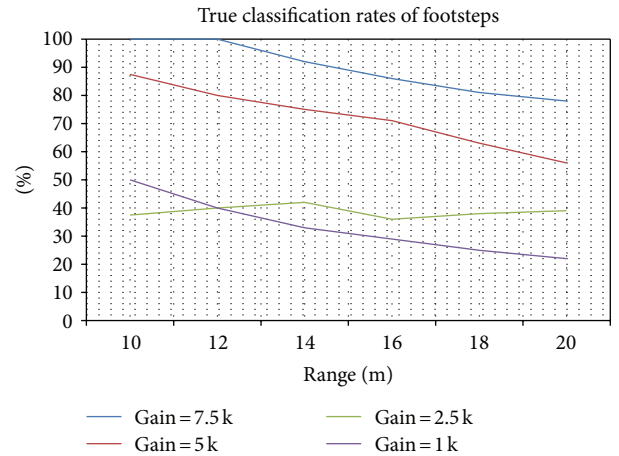 True classification rates of footsteps
100
90
80
70
60
50
40
30
20
10
0
(%)
10 12 14 16 18 20
Range (m)
Gain = 7.5 k
Gain = 5 k
Gain = 2.5 k
Gain = 1 k